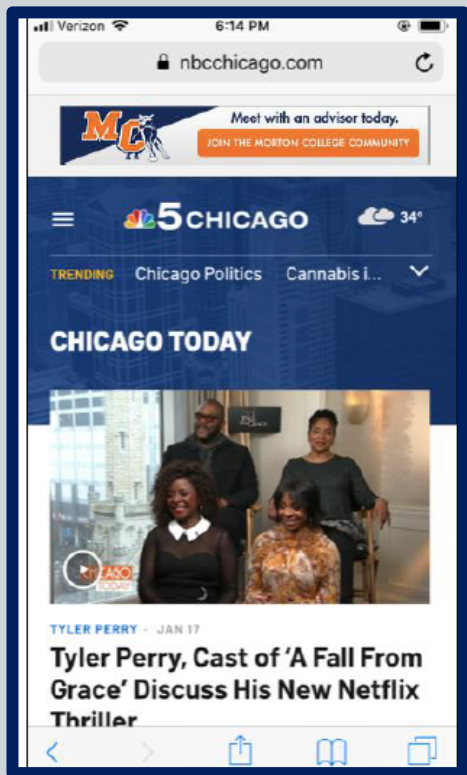 Verizon 6:14 PM
nbcchicago.com
MC
Meet with an advisor today.
JOIN THE MORTON COLLEGE COMMUNITY
5 CHICAGO 34°
TRENDING Chicago Politics Cannabis i...
CHICAGO TODAY
CHICAGO
TODAY
TYLER PERRY • JAN 17
Tyler Perry, Cast of ‘A Fall From
Grace’ Discuss His New Netflix
Thriller